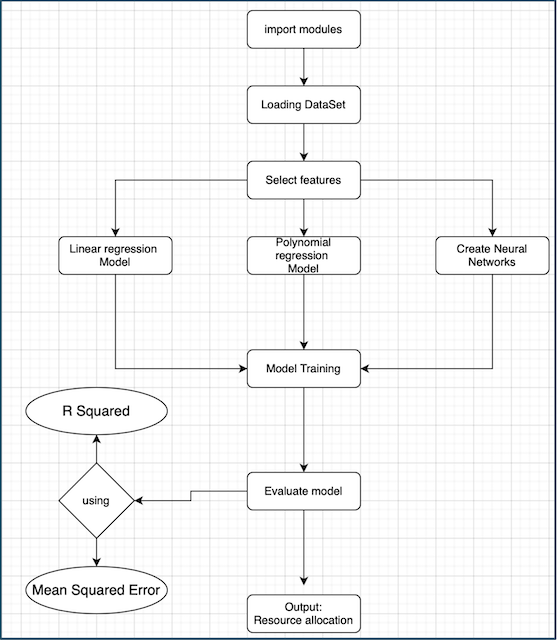 import modules
Loading DataSet
Select features
Linear regression
Model
Polynomial
regression
Model
Create Neural
Networks
Model Training
R Squared
using
Evaluate model
Mean Squared Error
Output:
Resource allocation